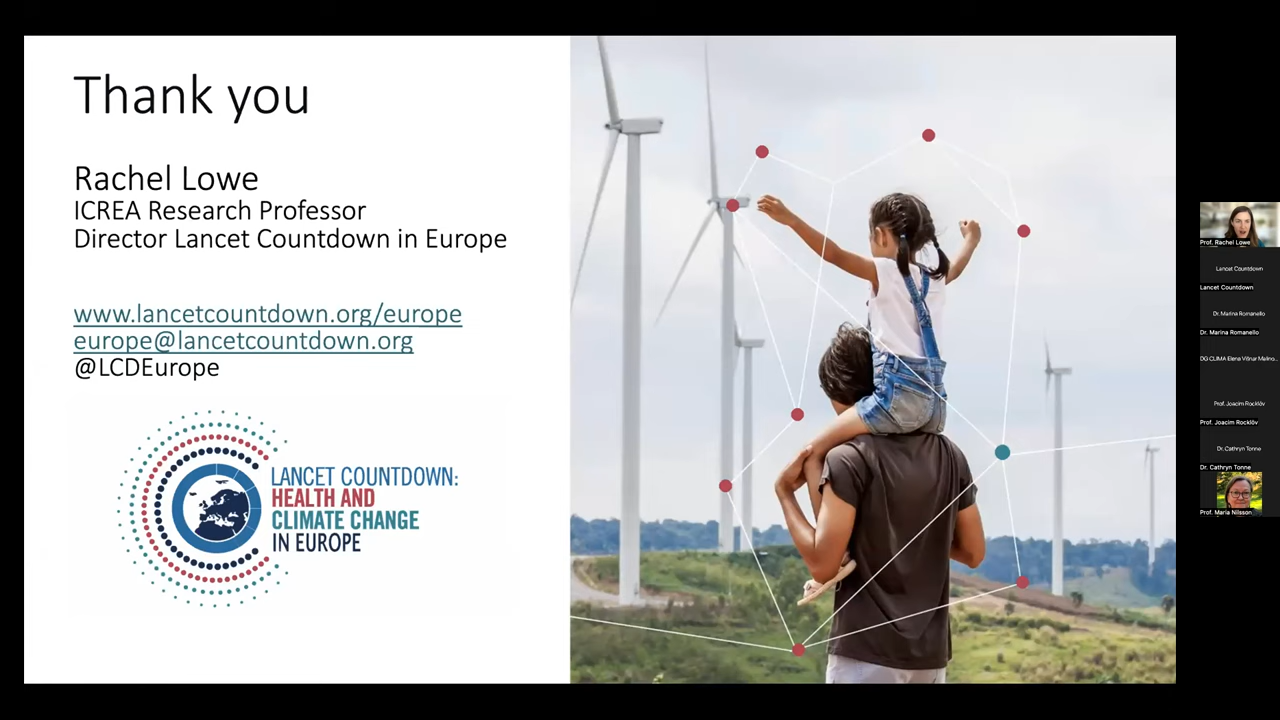 Thank you
Rachel Lowe
ICREA Research Professor
Director Lancet Countdown in Europe
www.lancetcountdown.org/europe
europe@lancetcountdown.org
@LCDEurope
LANCET COUNTDOWN:
HEALTH AND
CLIMATE CHANGE
IN EUROPE
Prof. Rachel Lowe
Lancet Countdown
Lancet Countdown
Dr. Marina Romanello
Dr. Marina Romanello
DG CLIMA Elena Višnar Malino...
Prof. Joacim Rocklöv
Prof. Joacim Rocklöv
Dr. Cathryn Tonne
Dr. Cathryn Tonne
Prof. Maria Nilsson